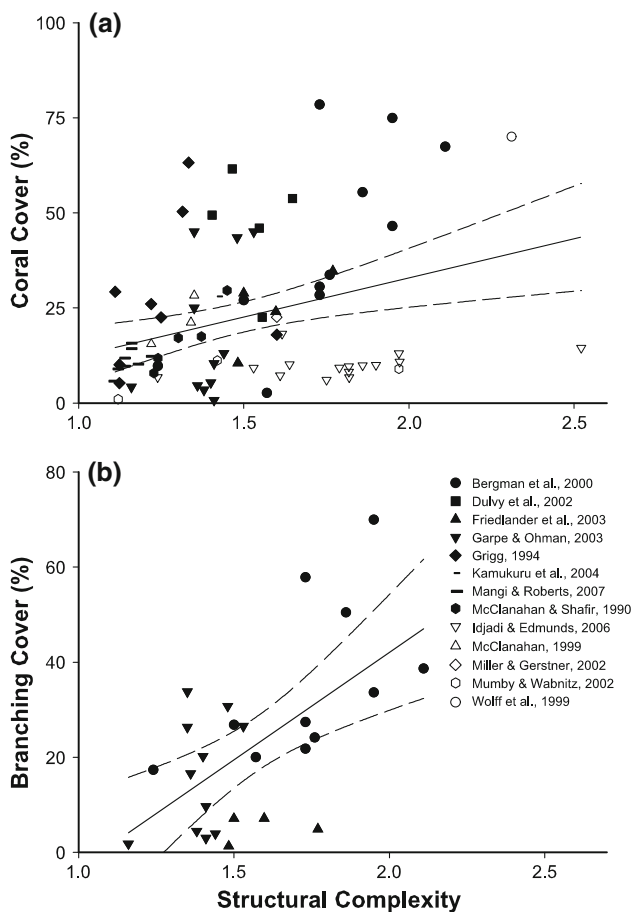 (a)
Coral Cover (%)
100
75
50
25
0
1.0
1.5
2.0
2.5
(b)
Branching Cover (%)
80
60
40
20
0
Bergman et al., 2000
Dulvy et al., 2002
Friedlander et al., 2003
Garpe & Ohman, 2003
Grigg, 1994
Kamukuru et al., 2004
Mangi & Roberts, 2007
McClanahan & Shafir, 1990
Idjadi & Edmunds, 2006
McClanahan, 1999
Miller & Gerstner, 2002
Mumby & Wabnitz, 2002
Wolff et al., 1999
1.0
1.5
2.0
2.5
Structural Complexity